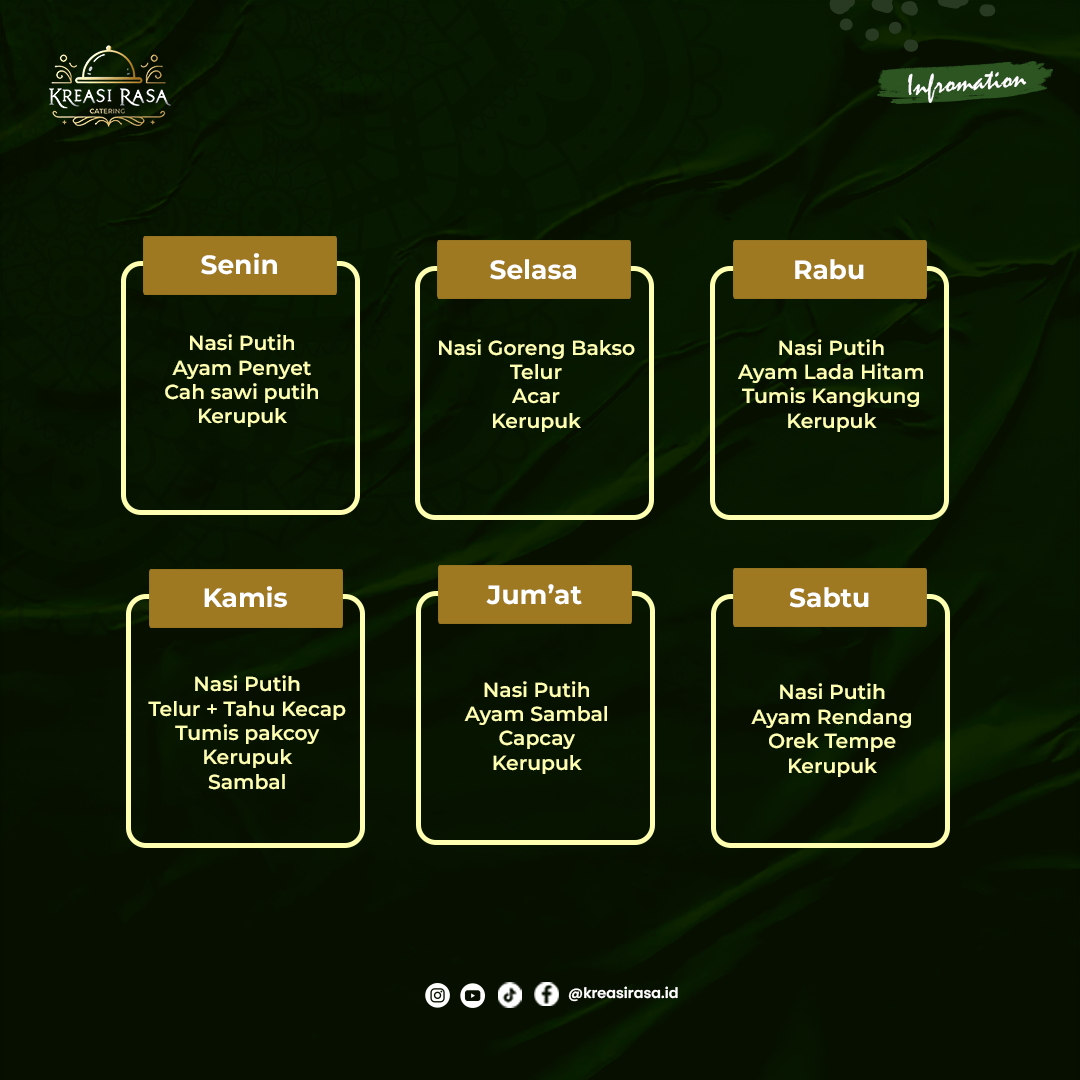 KREASI RASA
CATERING
Infromation
Senin
Nasi Putih
Ayam Penyet
Cah sawi putih
Kerupuk
Selasa
Nasi Goreng Bakso
Telur
Acar
Kerupuk
Rabu
Nasi Putih
Ayam Lada Hitam
Tumis Kangkung
Kerupuk
Kamis
Nasi Putih
Telur + Tahu Kecap
Tumis pakcoy
Kerupuk
Sambal
Jum’at
Nasi Putih
Ayam Sambal
Capcay
Kerupuk
Sabtu
Nasi Putih
Ayam Rendang
Orek Tempe
Kerupuk
@kreasirasa.id